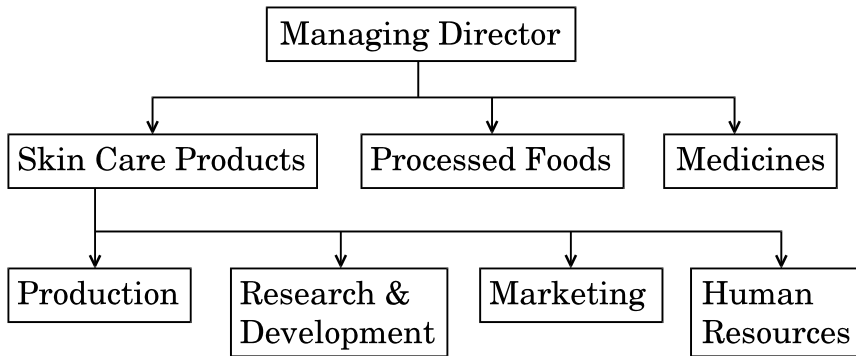 Managing Director
Skin Care Products
Processed Foods
Medicines
Production
Research &
Development
Marketing
Human
Resources